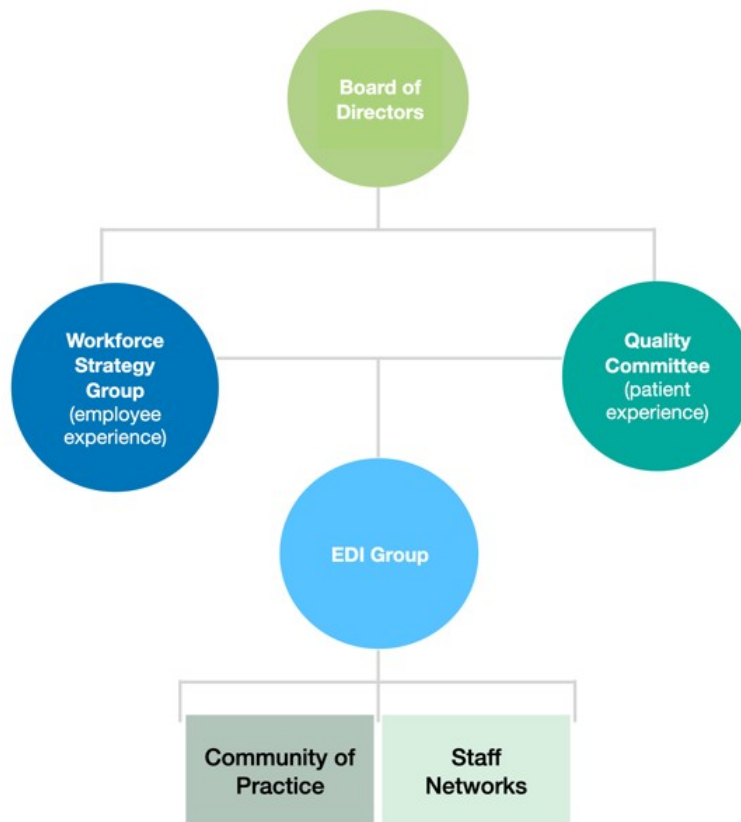 Board of
Directors
Workforce
Strategy
Group
(employee
experience)
Quality
Committee
(patient
experience)
EDI Group
Community of
Practice
Staff
Networks